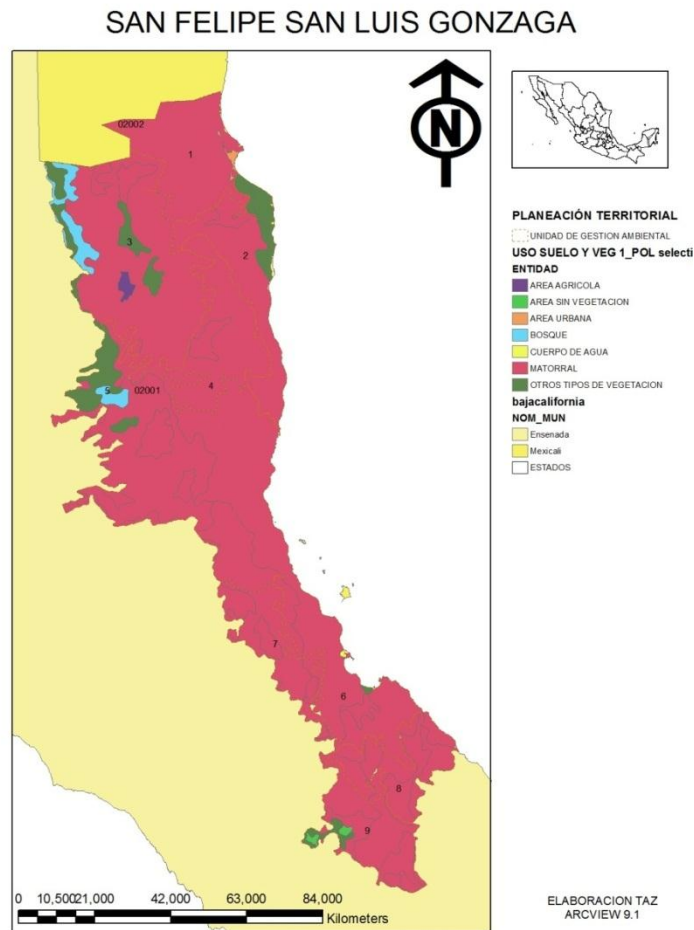 SAN FELIPE SAN LUIS GONZAGA
N
02002
1
3
2
5
02001
4
7
6
8
9
PLANEACIÓN TERRITORIAL
UNIDAD DE GESTION AMBIENTAL
USO SUELO Y VEG 1_POL selecti
ENTIDAD
AREA AGRICOLA
AREA SIN VEGETACION
AREA URBANA
BOSQUE
CUERPO DE AGUA
MATORRAL
OTROS TIPOS DE VEGETACION
bajacalifornia
NOM_MUN
Ensenada
Mexicali
ESTADOS
0 10,50021,000 42,000 63,000 84,000
Kilometers
ELABORACION TAZ
ARCVIEW 9.1